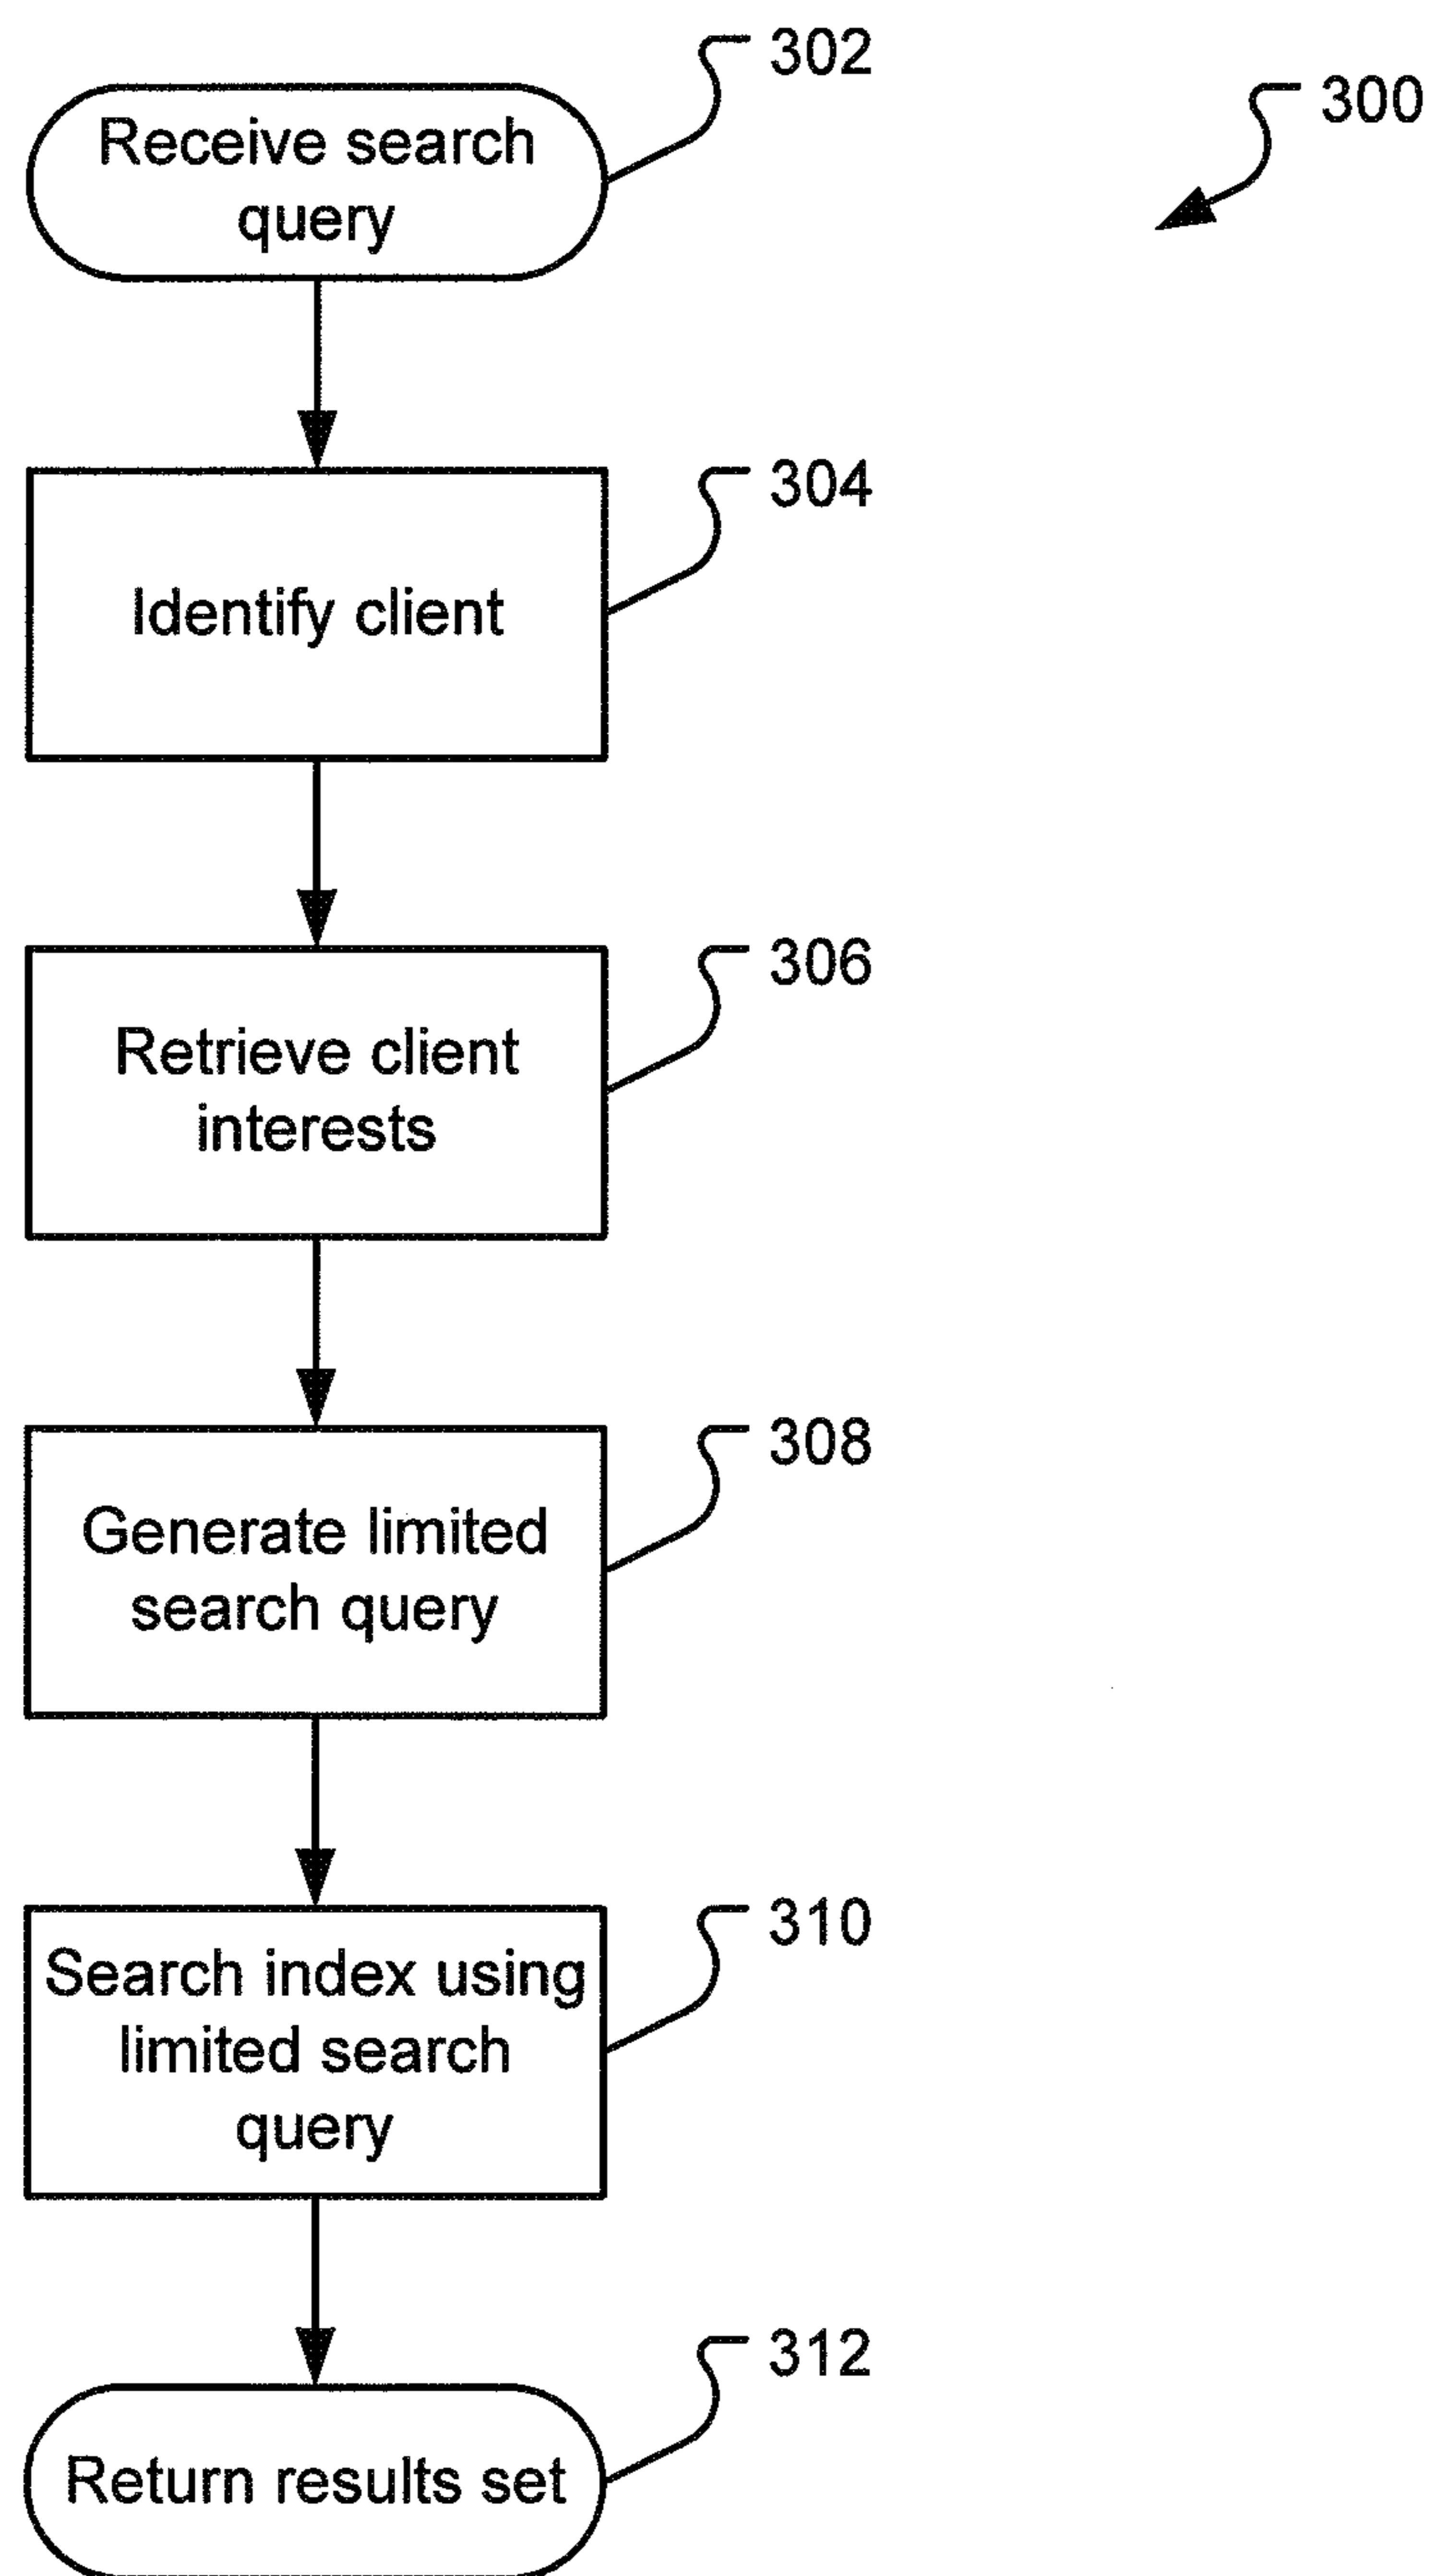 302
300
Receive search
query
304
Identify client
306
Retrieve client
interests
308
Generate limited
search query
310
Search index using
limited search
query
312
Return results set